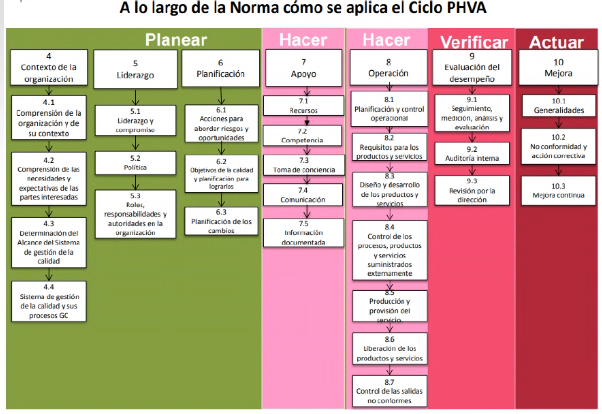 A lo largo de la Norma cómo se aplica el Ciclo PHVA
Planear
Hacer
Hacer
Verificar
Actuar
4
Contexto de la
organización
4.1
Comprensión de la
organización y de
su contexto
4.2
Comprensión de las
necesidades y
expectativas de las
partes interesadas
4.3
Determinación del
Alcance del Sistema
de gestión de la
calidad
4.4
Sistema de gestión
de la calidad y sus
procesos GC
5
Liderazgo
5.1
Liderazgo y
compromiso
5.2
Política
5.3
Roles,
responsabilidades y
autoridades en la
organización
6
Planificación
6.1
Acciones para
abordar riesgos y
oportunidades
6.2
Objetivos de la calidad
y planificación para
lograrlos
6.3
Planificación de los
cambios
7
Apoyo
7.1
Recursos
7.2
Competencia
7.3
Toma de conciencia
7.4
Comunicación
7.5
Información
documentada
8
Operación
8.1
Planificación y control
operacional
8.2
Requisitos para los
productos y servicios
8.3
Diseño y desarrollo
de los productos y
servicios
8.4
Control de los
procesos, productos
y servicios
suministrados
externamente
8.5
Producción y
provisión del
servicio
8.6
Liberación de los
productos y servicios
8.7
Control de las salidas
no conformes
9
Evaluación del
desempeño
9.1
Seguimiento,
medición, análisis y
evaluación
9.2
Auditoría interna
9.3
Revisión por la
dirección
10
Mejora
10.1
Generalidades
10.2
No conformidad y
acción correctiva
10.3
Mejora continua